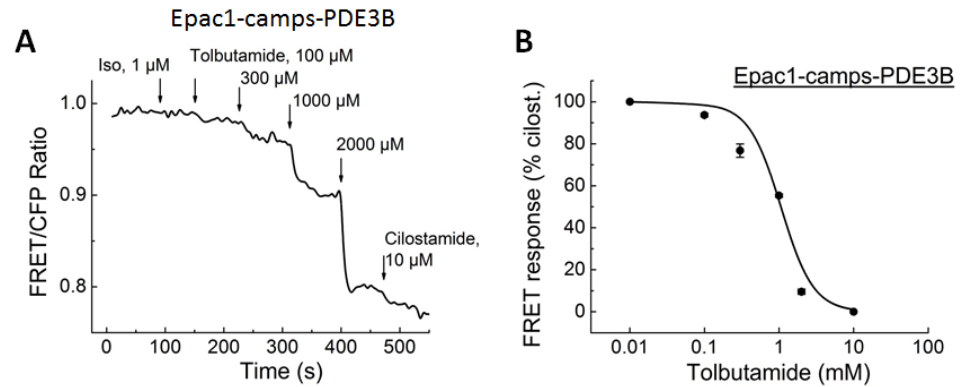 Epac1-camps-PDE3B
A
Iso, 1 µM
Tolbutamide, 100 µM
300 µM
1000 µM
2000 µM
Cilostamide,
10 µM
FRET/CFP Ratio
1.0
0.9
0.8
0 100 200 300 400 500
Time (s)
B
Epac1-camps-PDE3B
FRET response (% cilost.)
100
80
60
40
20
10
0
0.01 0.1 1 10 100
Tolbutamide (mM)